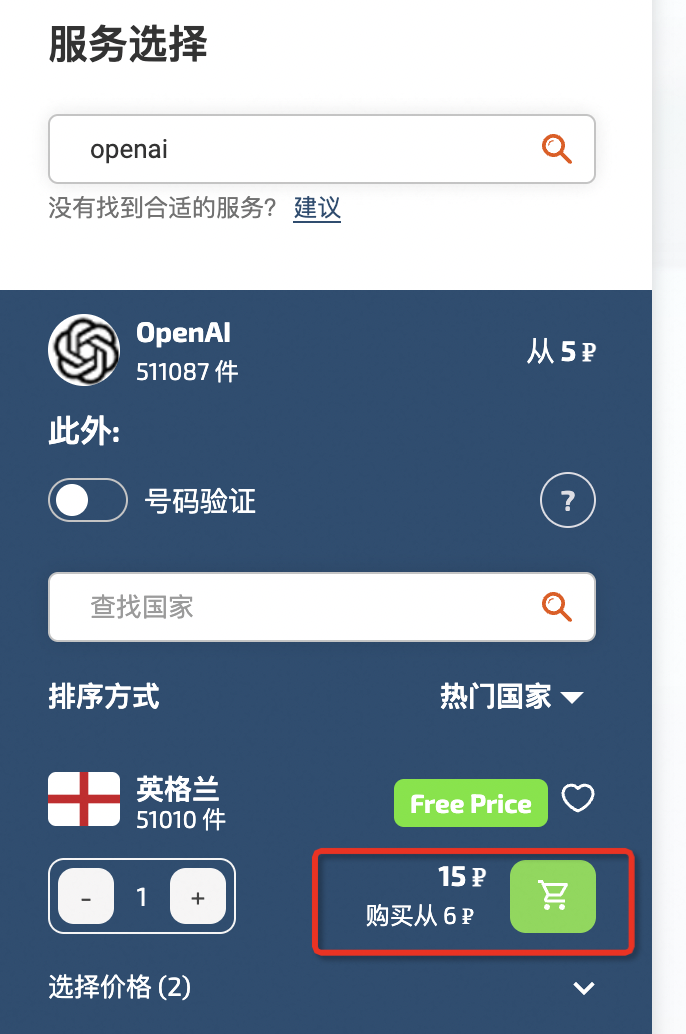 服务选择
openai
没有找到合适的服务? 建议
OpenAI
511087 件
从 5 ₽
此外:
号码验证
?
查找国家
排序方式
热门国家
英格兰
51010 件
Free Price
- 1 +
15 ₽
购买从 6 ₽
选择价格 (2)